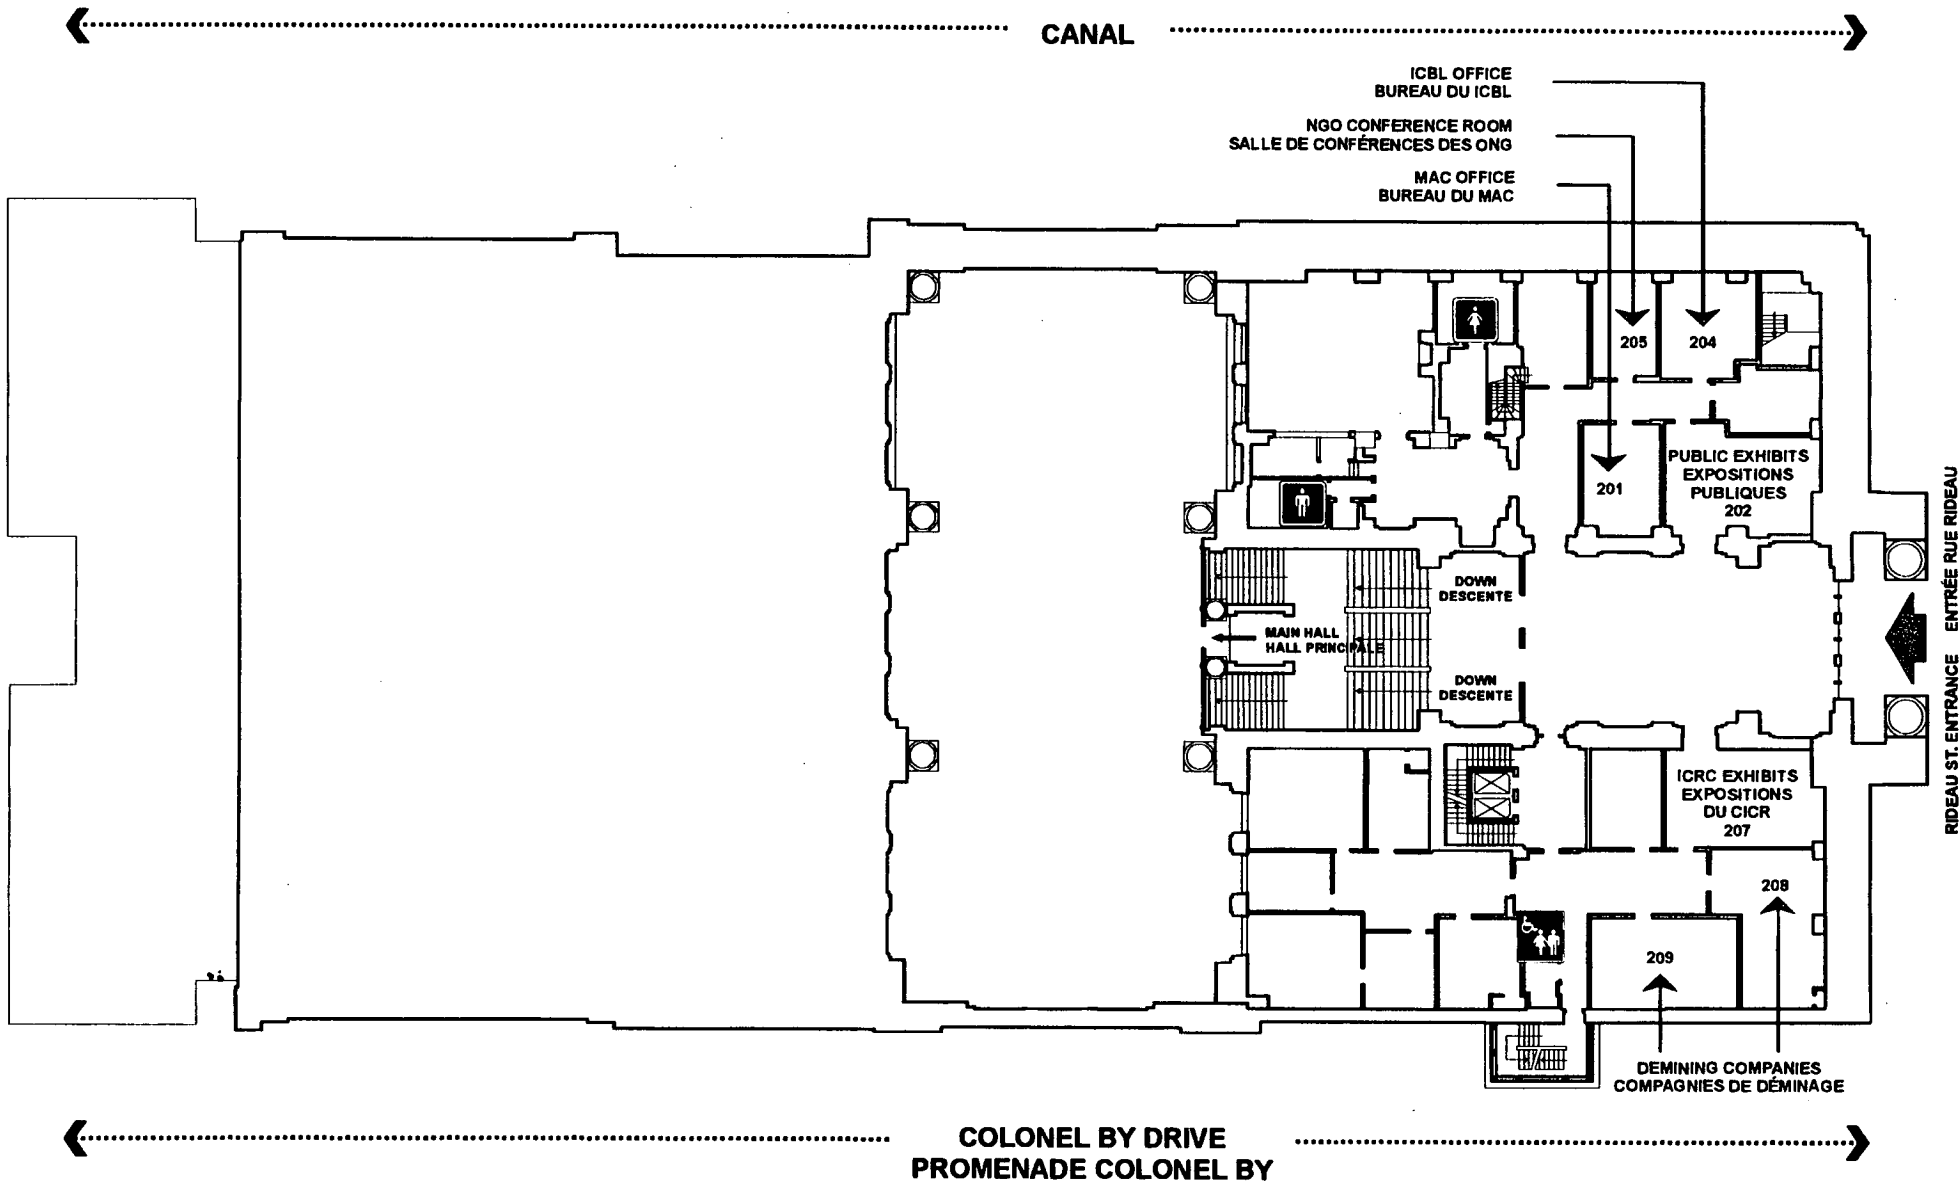 CANAL
ICBL OFFICE
BUREAU DU ICBL
NGO CONFERENCE ROOM
SALLE DE CONFÉRENCES DES ONG
MAC OFFICE
BUREAU DU MAC
205
204
PUBLIC EXHIBITS
EXPOSITIONS
PUBLIQUES
202
201
DOWN
DESCENTE
MAIN HALL
HALL PRINCIPALE
DOWN
DESCENTE
RIDEAU ST. ENTRANCE ENTRÉE RUE RIDEAU
ICRC EXHIBITS
EXPOSITIONS
DU CICR
207
208
209
DEMINING COMPANIES
COMPAGNIES DE DÉMINAGE
COLONEL BY DRIVE
PROMENADE COLONEL BY